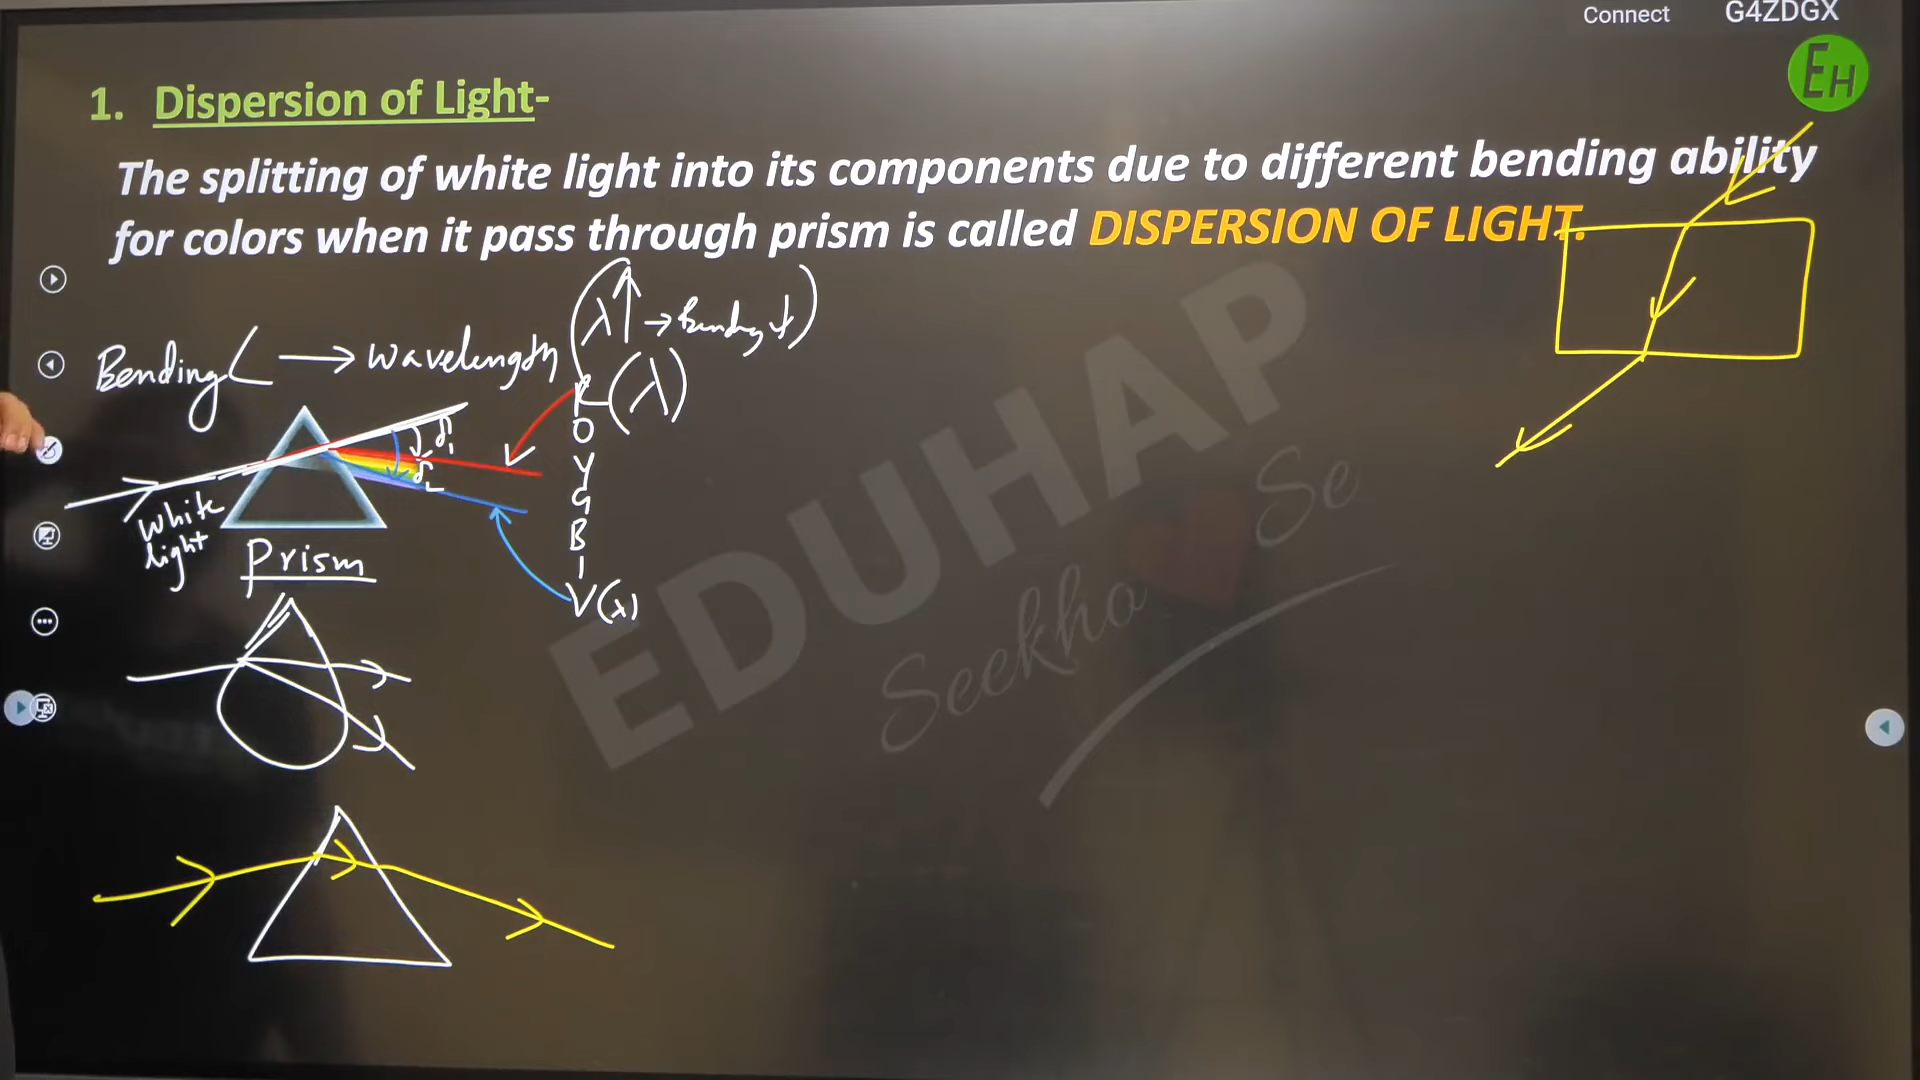 Connect G4ZDGX
EH
1. Dispersion of Light-
The splitting of white light into its components due to different bending ability
for colors when it pass through prism is called DISPERSION OF LIGHT.
λ↑ → Bending ↓)
Bending → wavelength
R (λ)
O
Y
G
B
I
V (λ)
δ1
δ2
White
light
Prism
EDUHAP
Seekho Se